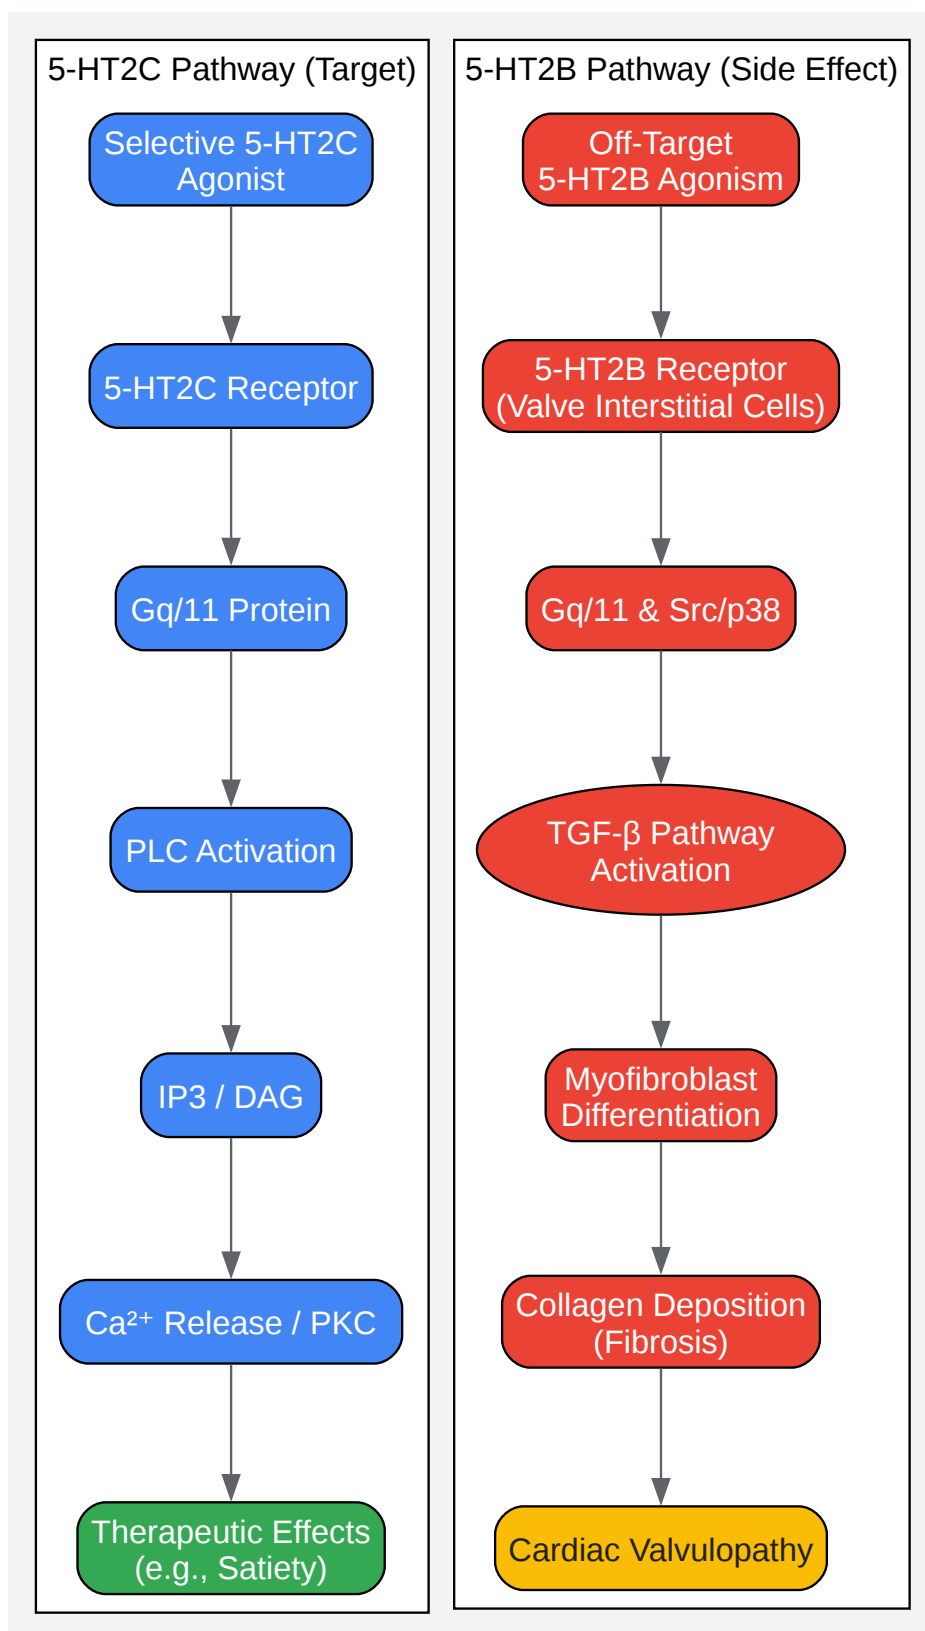 5-HT2C Pathway (Target)
Selective 5-HT2C
Agonist
5-HT2C Receptor
Gq/11 Protein
PLC Activation
IP3 / DAG
Ca²⁺ Release / PKC
Therapeutic Effects
(e.g., Satiety)
5-HT2B Pathway (Side Effect)
Off-Target
5-HT2B Agonism
5-HT2B Receptor
(Valve Interstitial Cells)
Gq/11 & Src/p38
TGF-β Pathway
Activation
Myofibroblast
Differentiation
Collagen Deposition
(Fibrosis)
Cardiac Valvulopathy